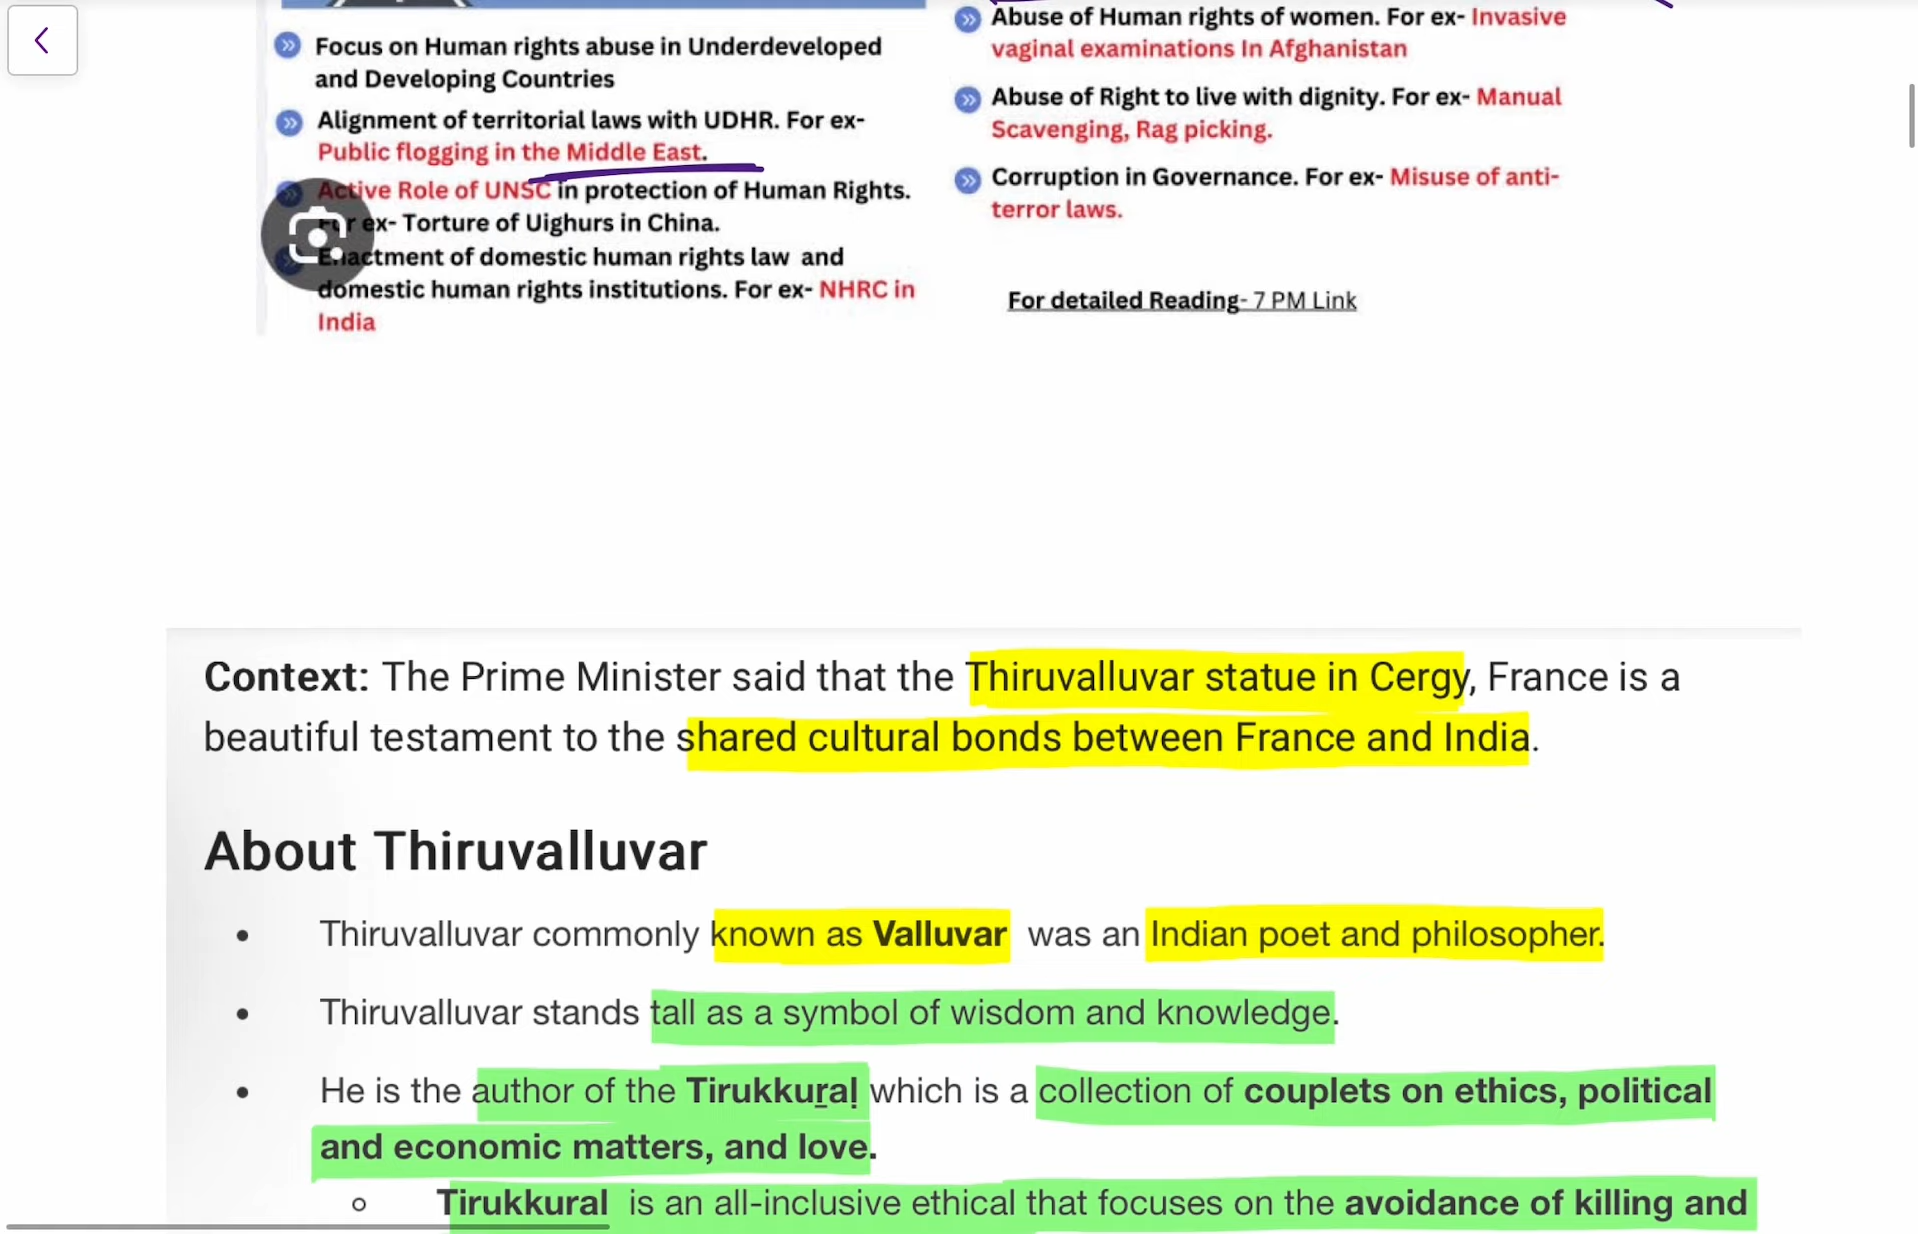 Focus on Human rights abuse in Underdeveloped
and Developing Countries
Alignment of territorial laws with UDHR. For ex-
Public flogging in the Middle East.
Active Role of UNSC in protection of Human Rights.
For ex- Torture of Uighurs in China.
Enactment of domestic human rights law and
domestic human rights institutions. For ex- NHRC in
India
Abuse of Human rights of women. For ex- Invasive
vaginal examinations In Afghanistan
Abuse of Right to live with dignity. For ex- Manual
Scavenging, Rag picking.
Corruption in Governance. For ex- Misuse of anti-
terror laws.
For detailed Reading- 7 PM Link
Context: The Prime Minister said that the Thiruvalluvar statue in Cergy, France is a
beautiful testament to the shared cultural bonds between France and India.
About Thiruvalluvar
• Thiruvalluvar commonly known as Valluvar was an Indian poet and philosopher.
• Thiruvalluvar stands tall as a symbol of wisdom and knowledge.
• He is the author of the Tirukkuṟaḷ which is a collection of couplets on ethics, political
and economic matters, and love.
Tirukkural is an all-inclusive ethical that focuses on the avoidance of killing and